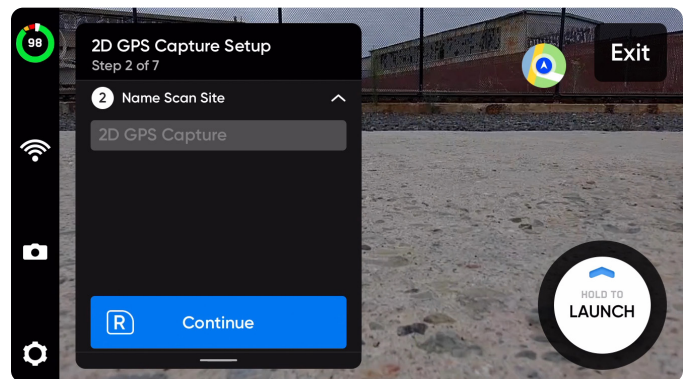 98
2D GPS Capture Setup
Step 2 of 7
2 Name Scan Site
2D GPS Capture
R Continue
Exit
HOLD TO
LAUNCH